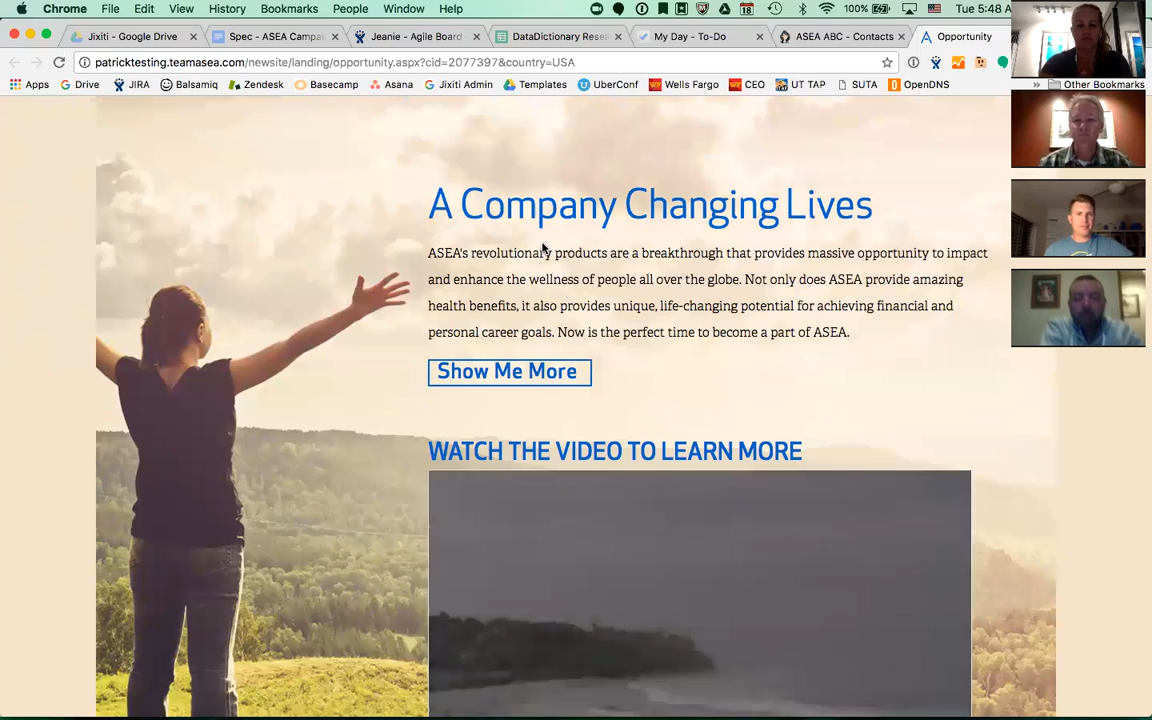 Chrome File Edit View History Bookmarks People Window Help 18 100% Tue 5:48 A
Jixiti - Google Drive Spec - ASEA Campai Jeanie - Agile Board DataDictionary Resea My Day - To-Do ASEA ABC - Contacts Opportunity
patricktesting.teamasea.com/newsite/landing/opportunity.aspx?cid=2077397&country=USA
Apps Drive JIRA Balsamiq Zendesk Basecamp Asana Jixiti Admin Templates UberConf Wells Fargo CEO UT TAP SUTA OpenDNS » Other Bookmarks
A Company Changing Lives
ASEA's revolutionary products are a breakthrough that provides massive opportunity to impact
and enhance the wellness of people all over the globe. Not only does ASEA provide amazing
health benefits, it also provides unique, life-changing potential for achieving financial and
personal career goals. Now is the perfect time to become a part of ASEA.
Show Me More
WATCH THE VIDEO TO LEARN MORE